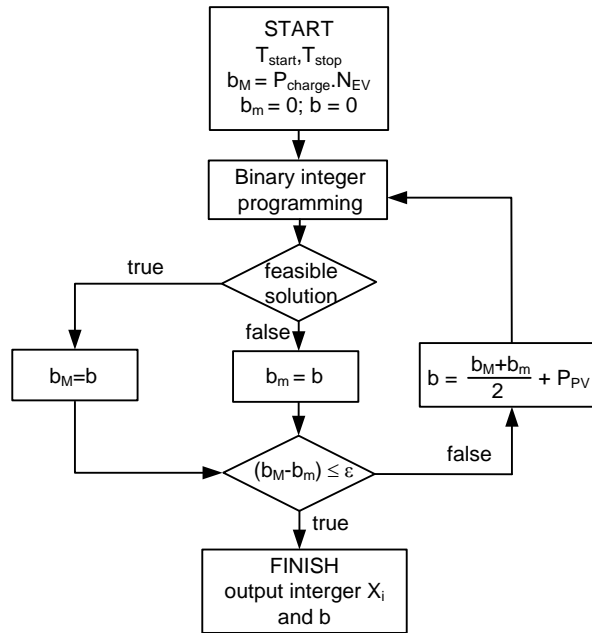 START
T_start,T_stop
b_M = P_charge.N_EV
b_m = 0; b = 0
Binary integer
programming
true
feasible
solution
false
b_M=b
b_m = b
b = (b_M+b_m)/2 + P_PV
(b_M-b_m) ≤ ε
false
true
FINISH
output interger X_i
and b